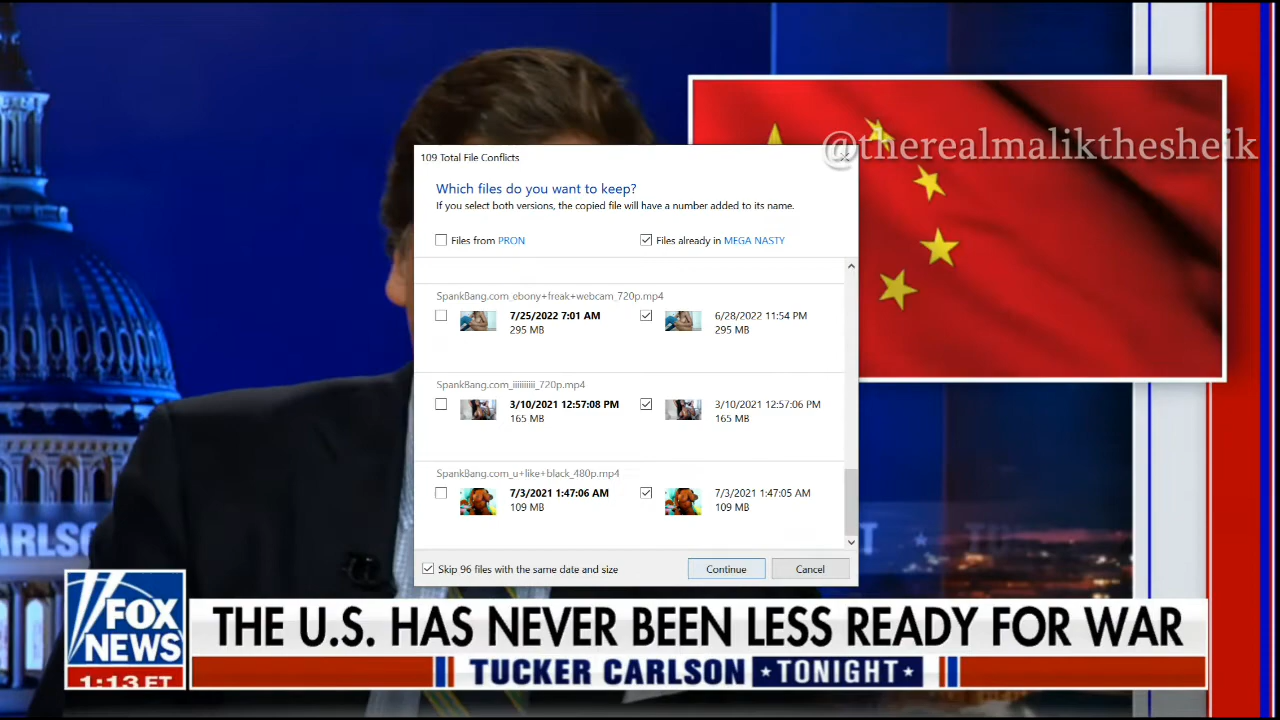 @therealmalikthesheik
109 Total File Conflicts
Which files do you want to keep?
If you select both versions, the copied file will have a number added to its name.
Files from PRON
Files already in MEGA NASTY
SpankBang.com_ebony+freak+webcam_720p.mp4
7/25/2022 7:01 AM
295 MB
6/28/2022 11:54 PM
295 MB
3/10/2021 12:57:08 PM
165 MB
3/10/2021 12:57:06 PM
165 MB
SpankBang.com_u+like+black_480p.mp4
7/3/2021 1:47:06 AM
109 MB
7/3/2021 1:47:05 AM
109 MB
Skip 96 files with the same date and size
Continue
Cancel
FOX
NEWS
1:13 ET
THE U.S. HAS NEVER BEEN LESS READY FOR WAR
TUCKER CARLSON TONIGHT